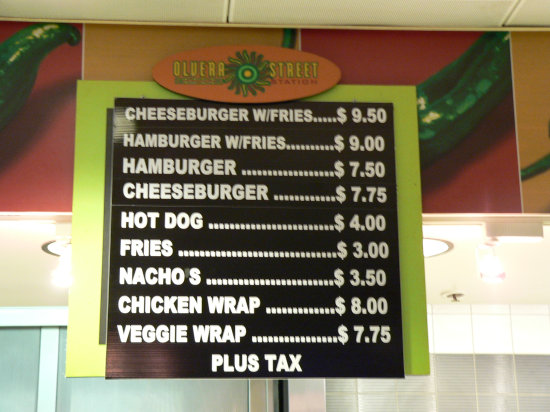 OLVERA STREET
STATION
CHEESEBURGER W/FRIES.....$ 9.50
HAMBURGER W/FRIES..........$ 9.00
HAMBURGER ......................$ 7.50
CHEESEBURGER ................$ 7.75
HOT DOG ...........................$ 4.00
FRIES .................................$ 3.00
NACHO'S ...........................$ 3.50
CHICKEN WRAP ...............$ 8.00
VEGGIE WRAP ..................$ 7.75
PLUS TAX